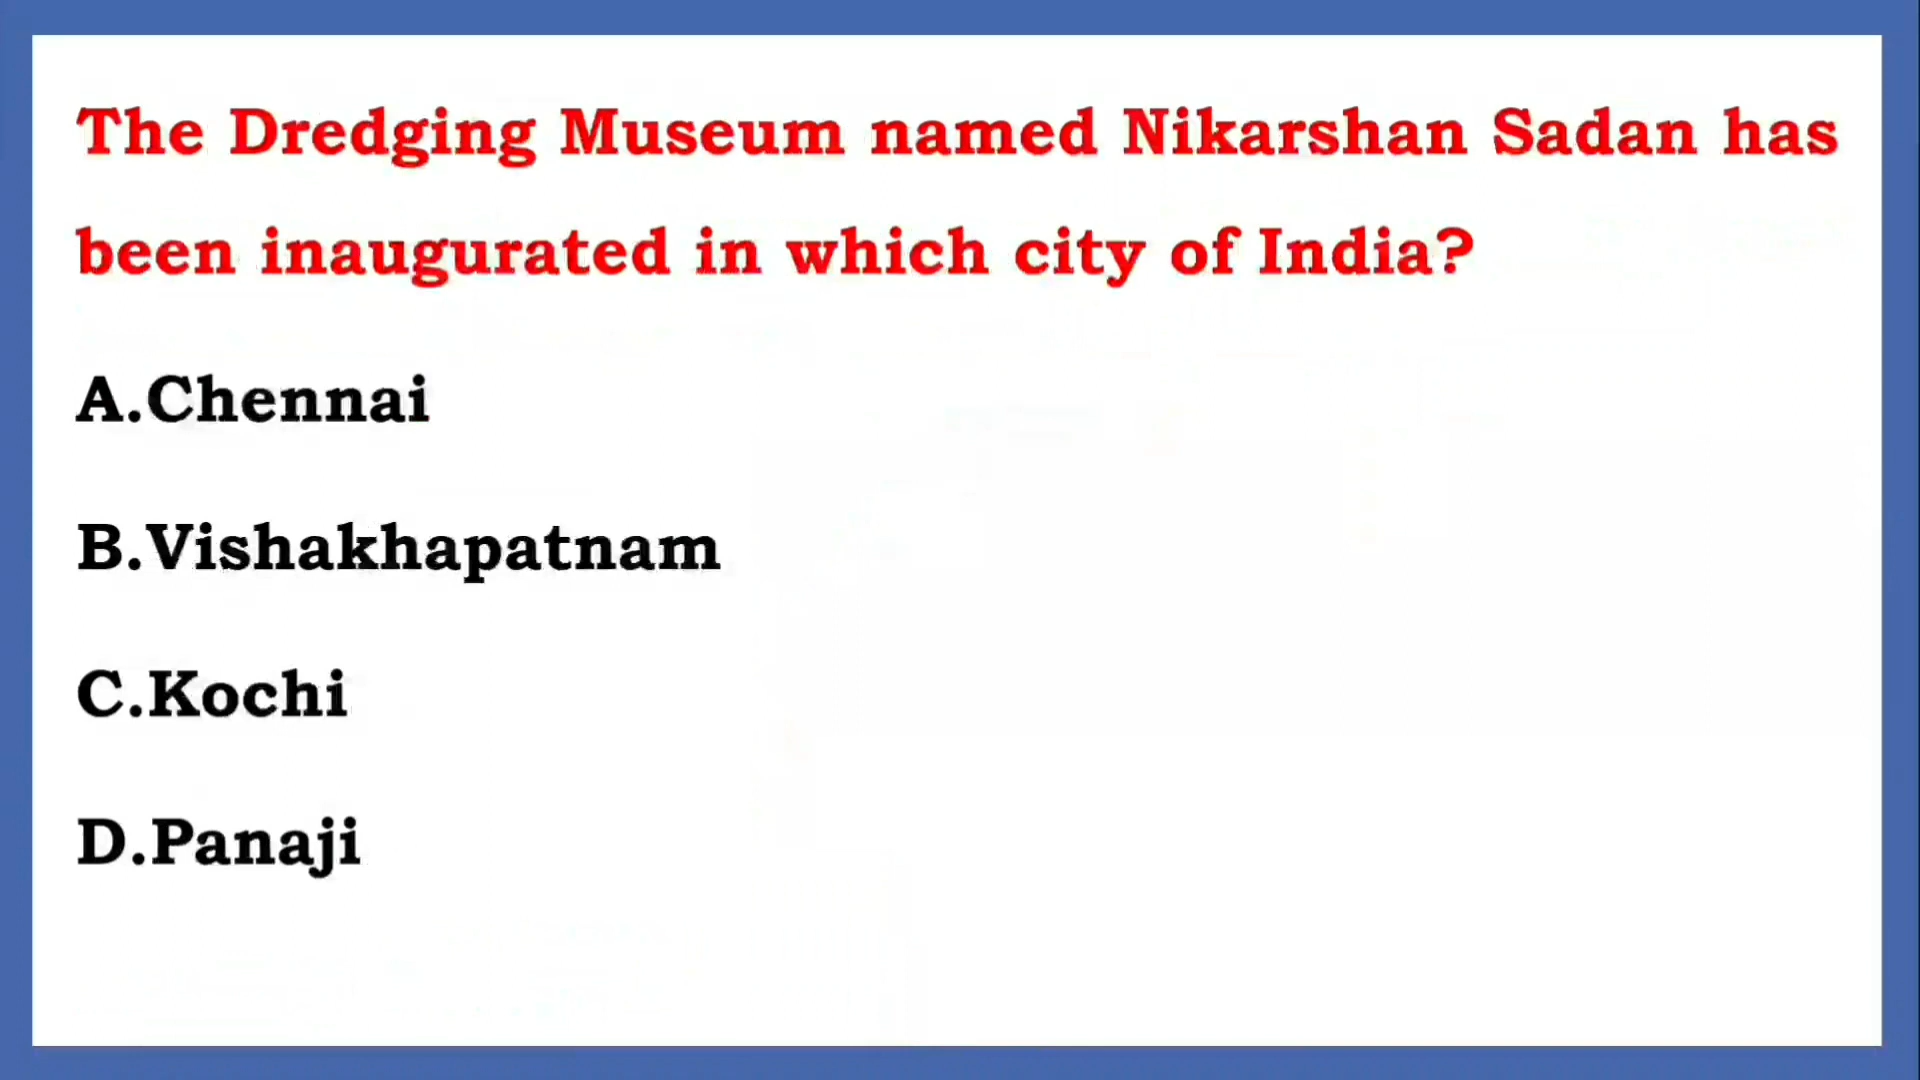 The Dredging Museum named Nikarshan Sadan has
been inaugurated in which city of India?
A.Chennai
B.Vishakhapatnam
C.Kochi
D.Panaji